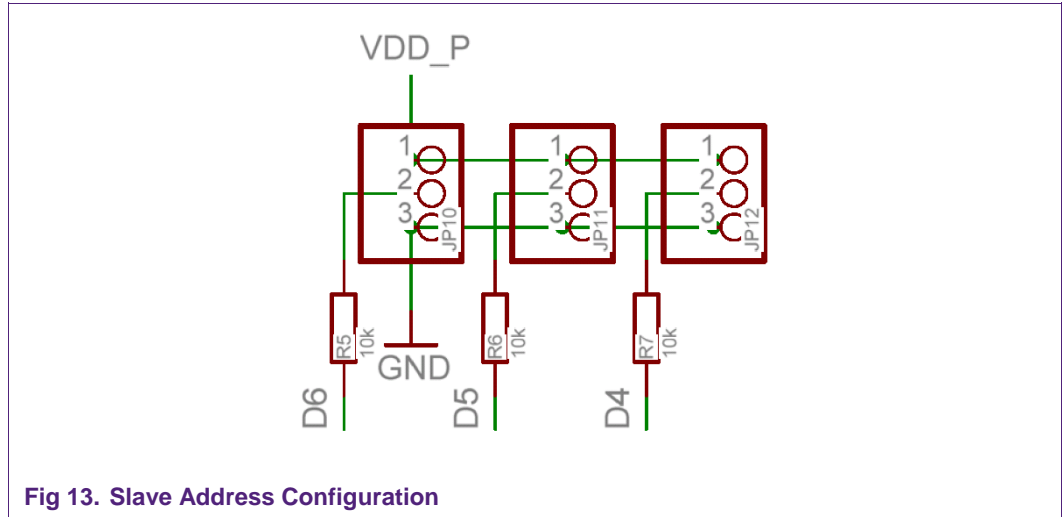 VDD_P
1 1 1
2 2 2
3 3 3
JP10 JP11 JP12
R5 10k R6 10k R7 10k
GND
D6 D5 D4
Fig 13. Slave Address Configuration